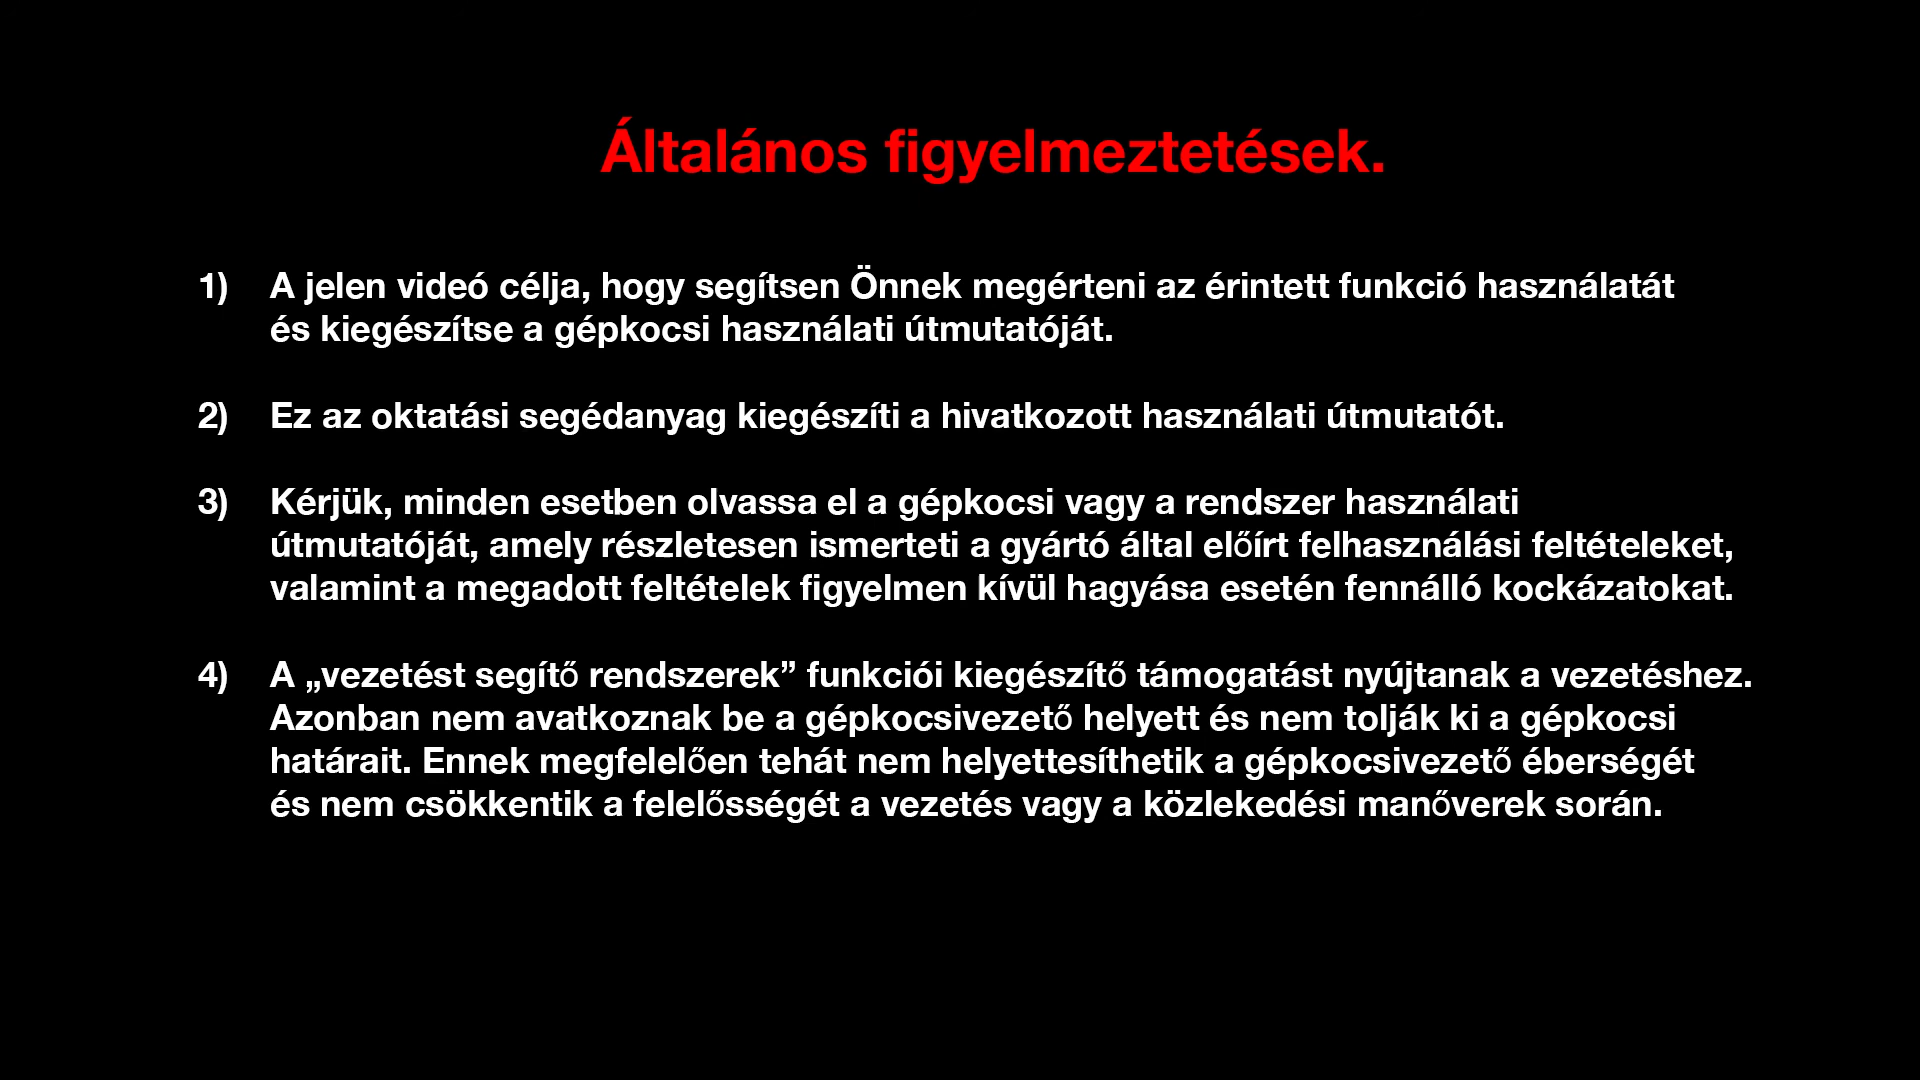 Általános figyelmeztetések.
1) A jelen videó célja, hogy segítsen Önnek megérteni az érintett funkció használatát
és kiegészítse a gépkocsi használati útmutatóját.
2) Ez az oktatási segédanyag kiegészíti a hivatkozott használati útmutatót.
3) Kérjük, minden esetben olvassa el a gépkocsi vagy a rendszer használati
útmutatóját, amely részletesen ismerteti a gyártó által előírt felhasználási feltételeket,
valamint a megadott feltételek figyelmen kívül hagyása esetén fennálló kockázatokat.
4) A „vezetést segítő rendszerek” funkciói kiegészítő támogatást nyújtanak a vezetéshez.
Azonban nem avatkoznak be a gépkocsivezető helyett és nem tolják ki a gépkocsi
határait. Ennek megfelelően tehát nem helyettesíthetik a gépkocsivezető éberségét
és nem csökkentik a felelősségét a vezetés vagy a közlekedési manőverek során.